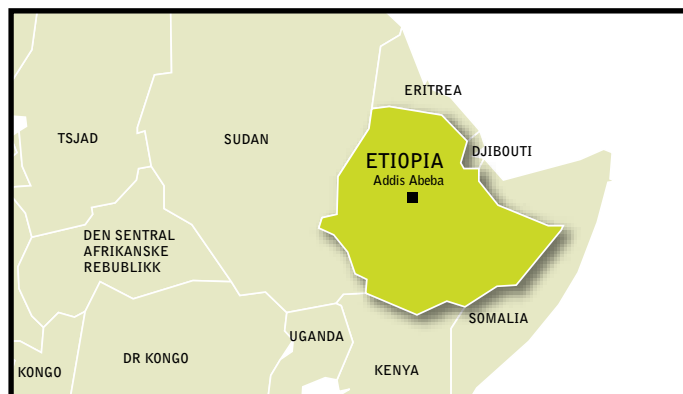 ERITREA
TSJAD
SUDAN
DJIBOUTI
ETIOPIA
Addis Abeba
DEN SENTRAL
AFRIKANSKE
REBUBLIKK
SOMALIA
UGANDA
DR KONGO
KONGO
KENYA